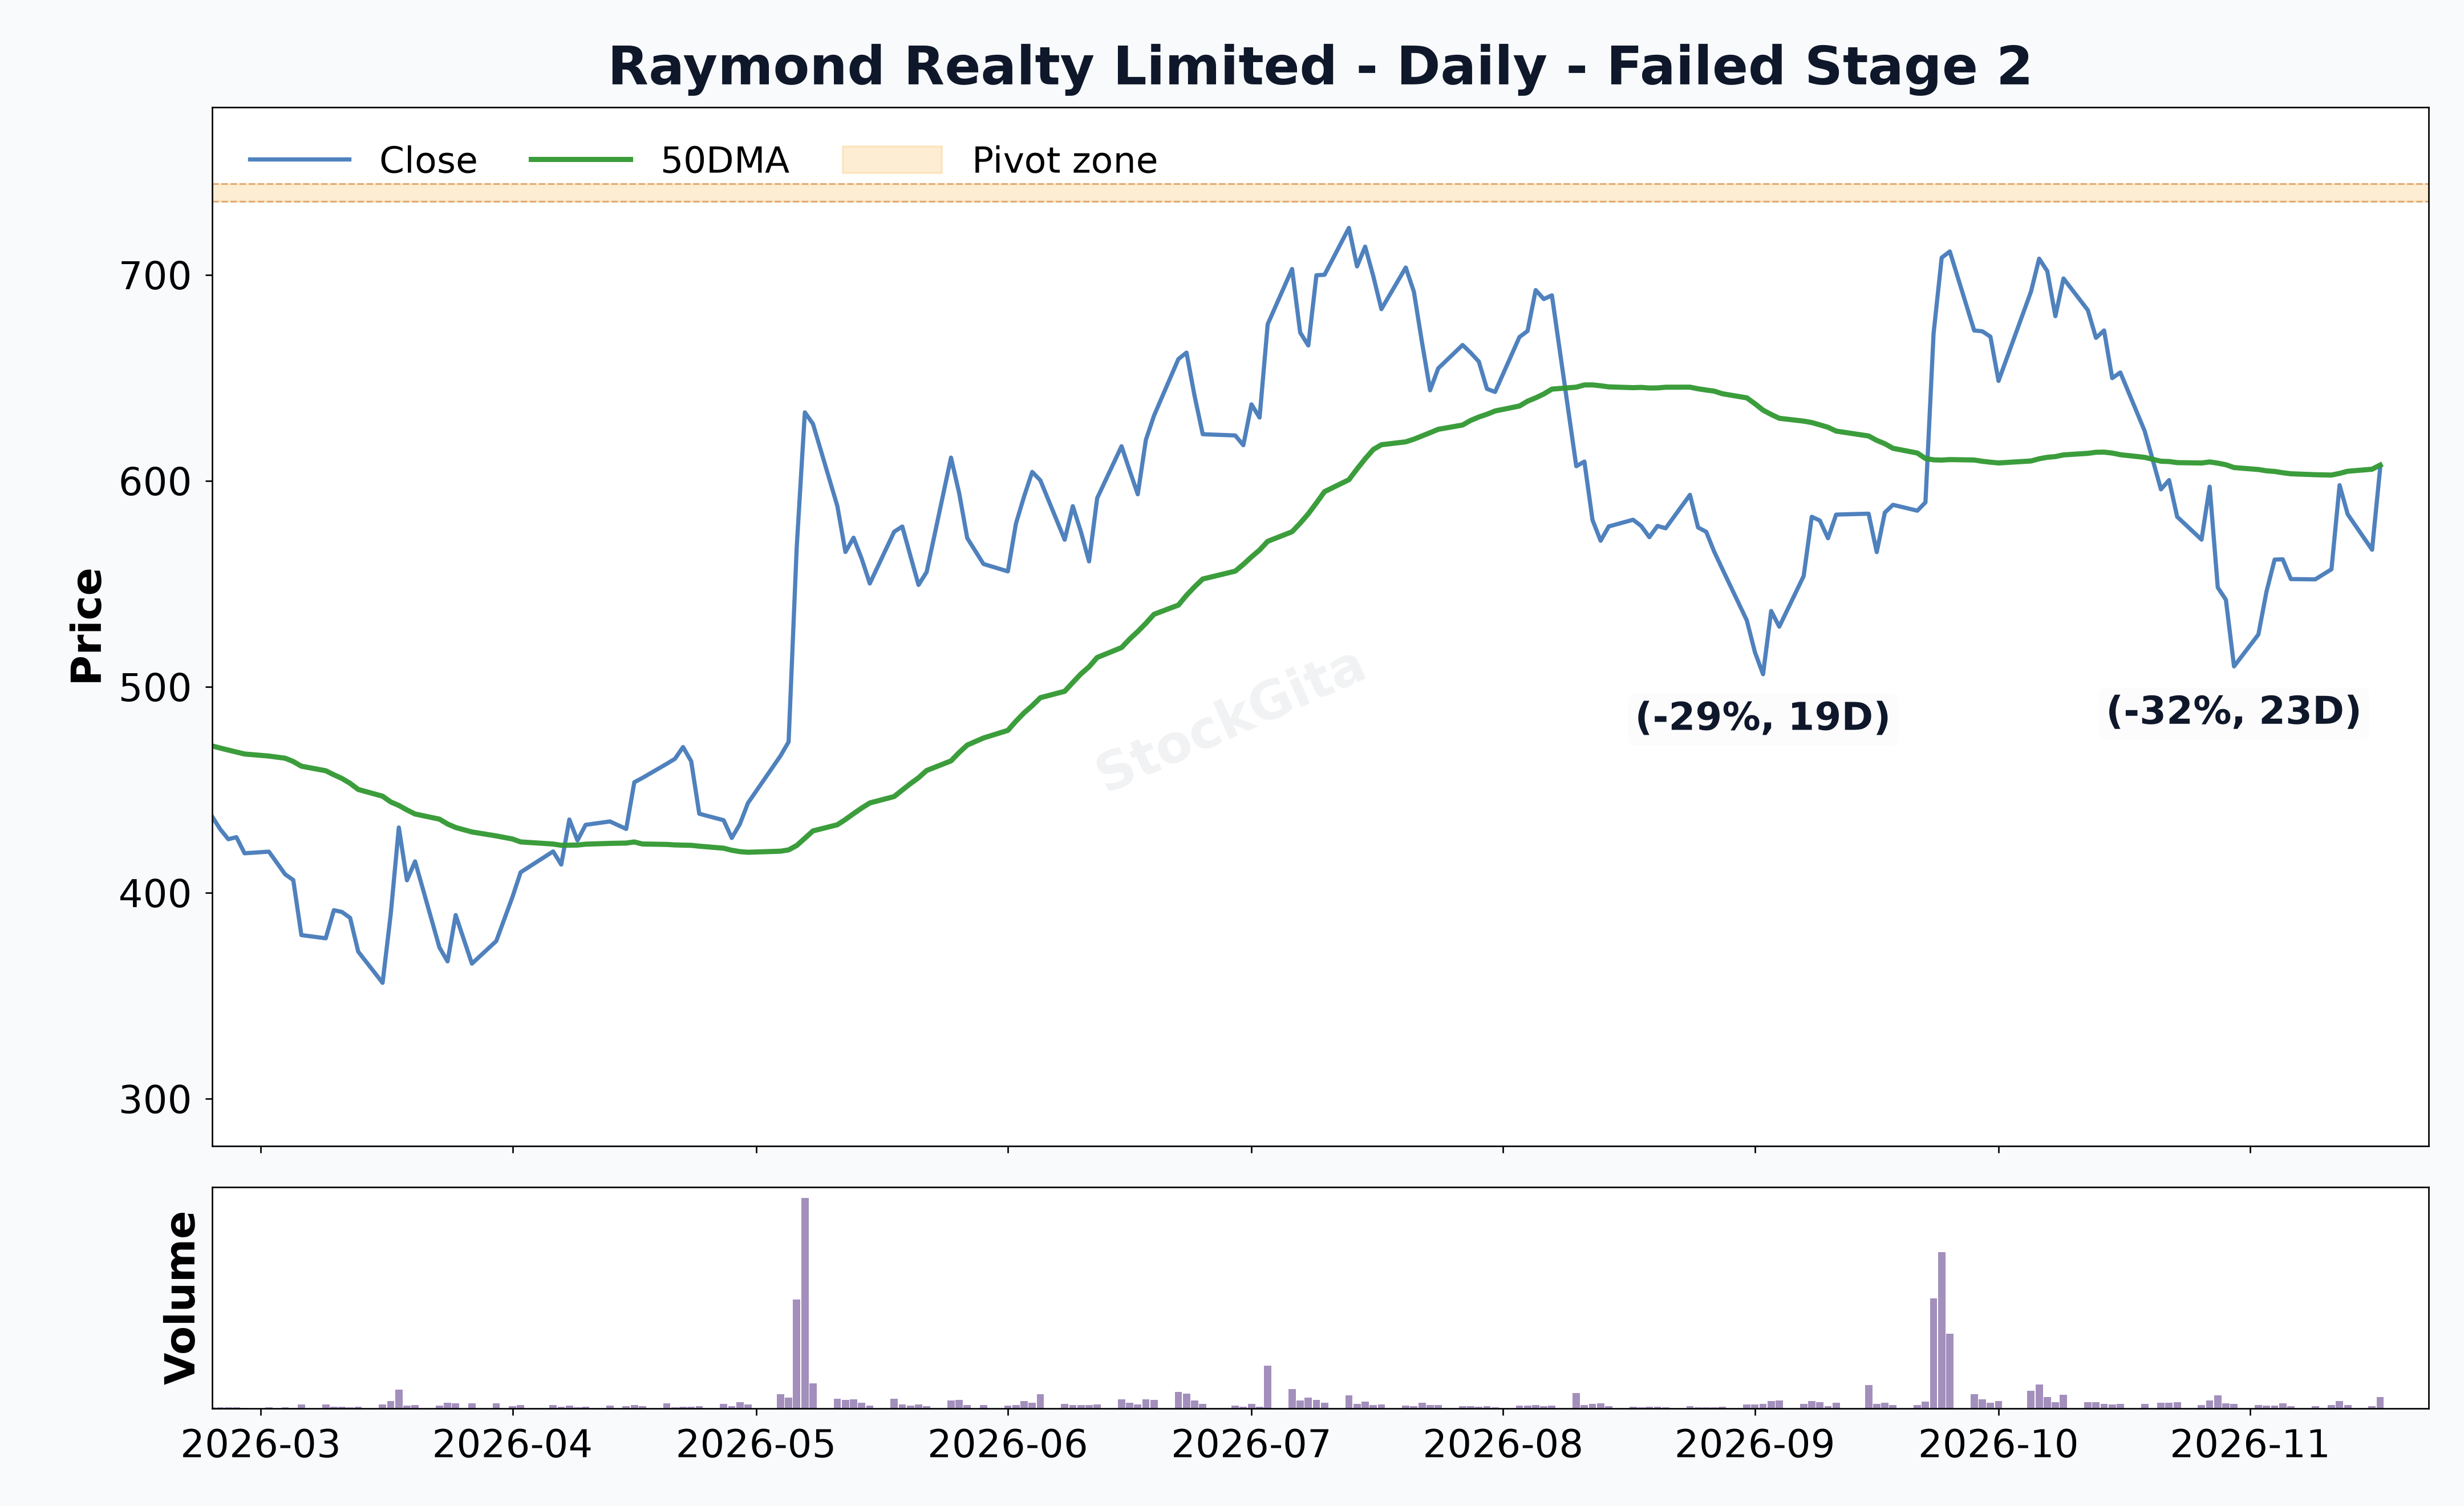 Raymond Realty Limited - Daily - Failed Stage 2
Close
50DMA
Pivot zone
700
600
500
400
300
Price
StockGita
(-29%, 19D)
(-32%, 23D)
Volume
2026-03
2026-04
2026-05
2026-06
2026-07
2026-08
2026-09
2026-10
2026-11